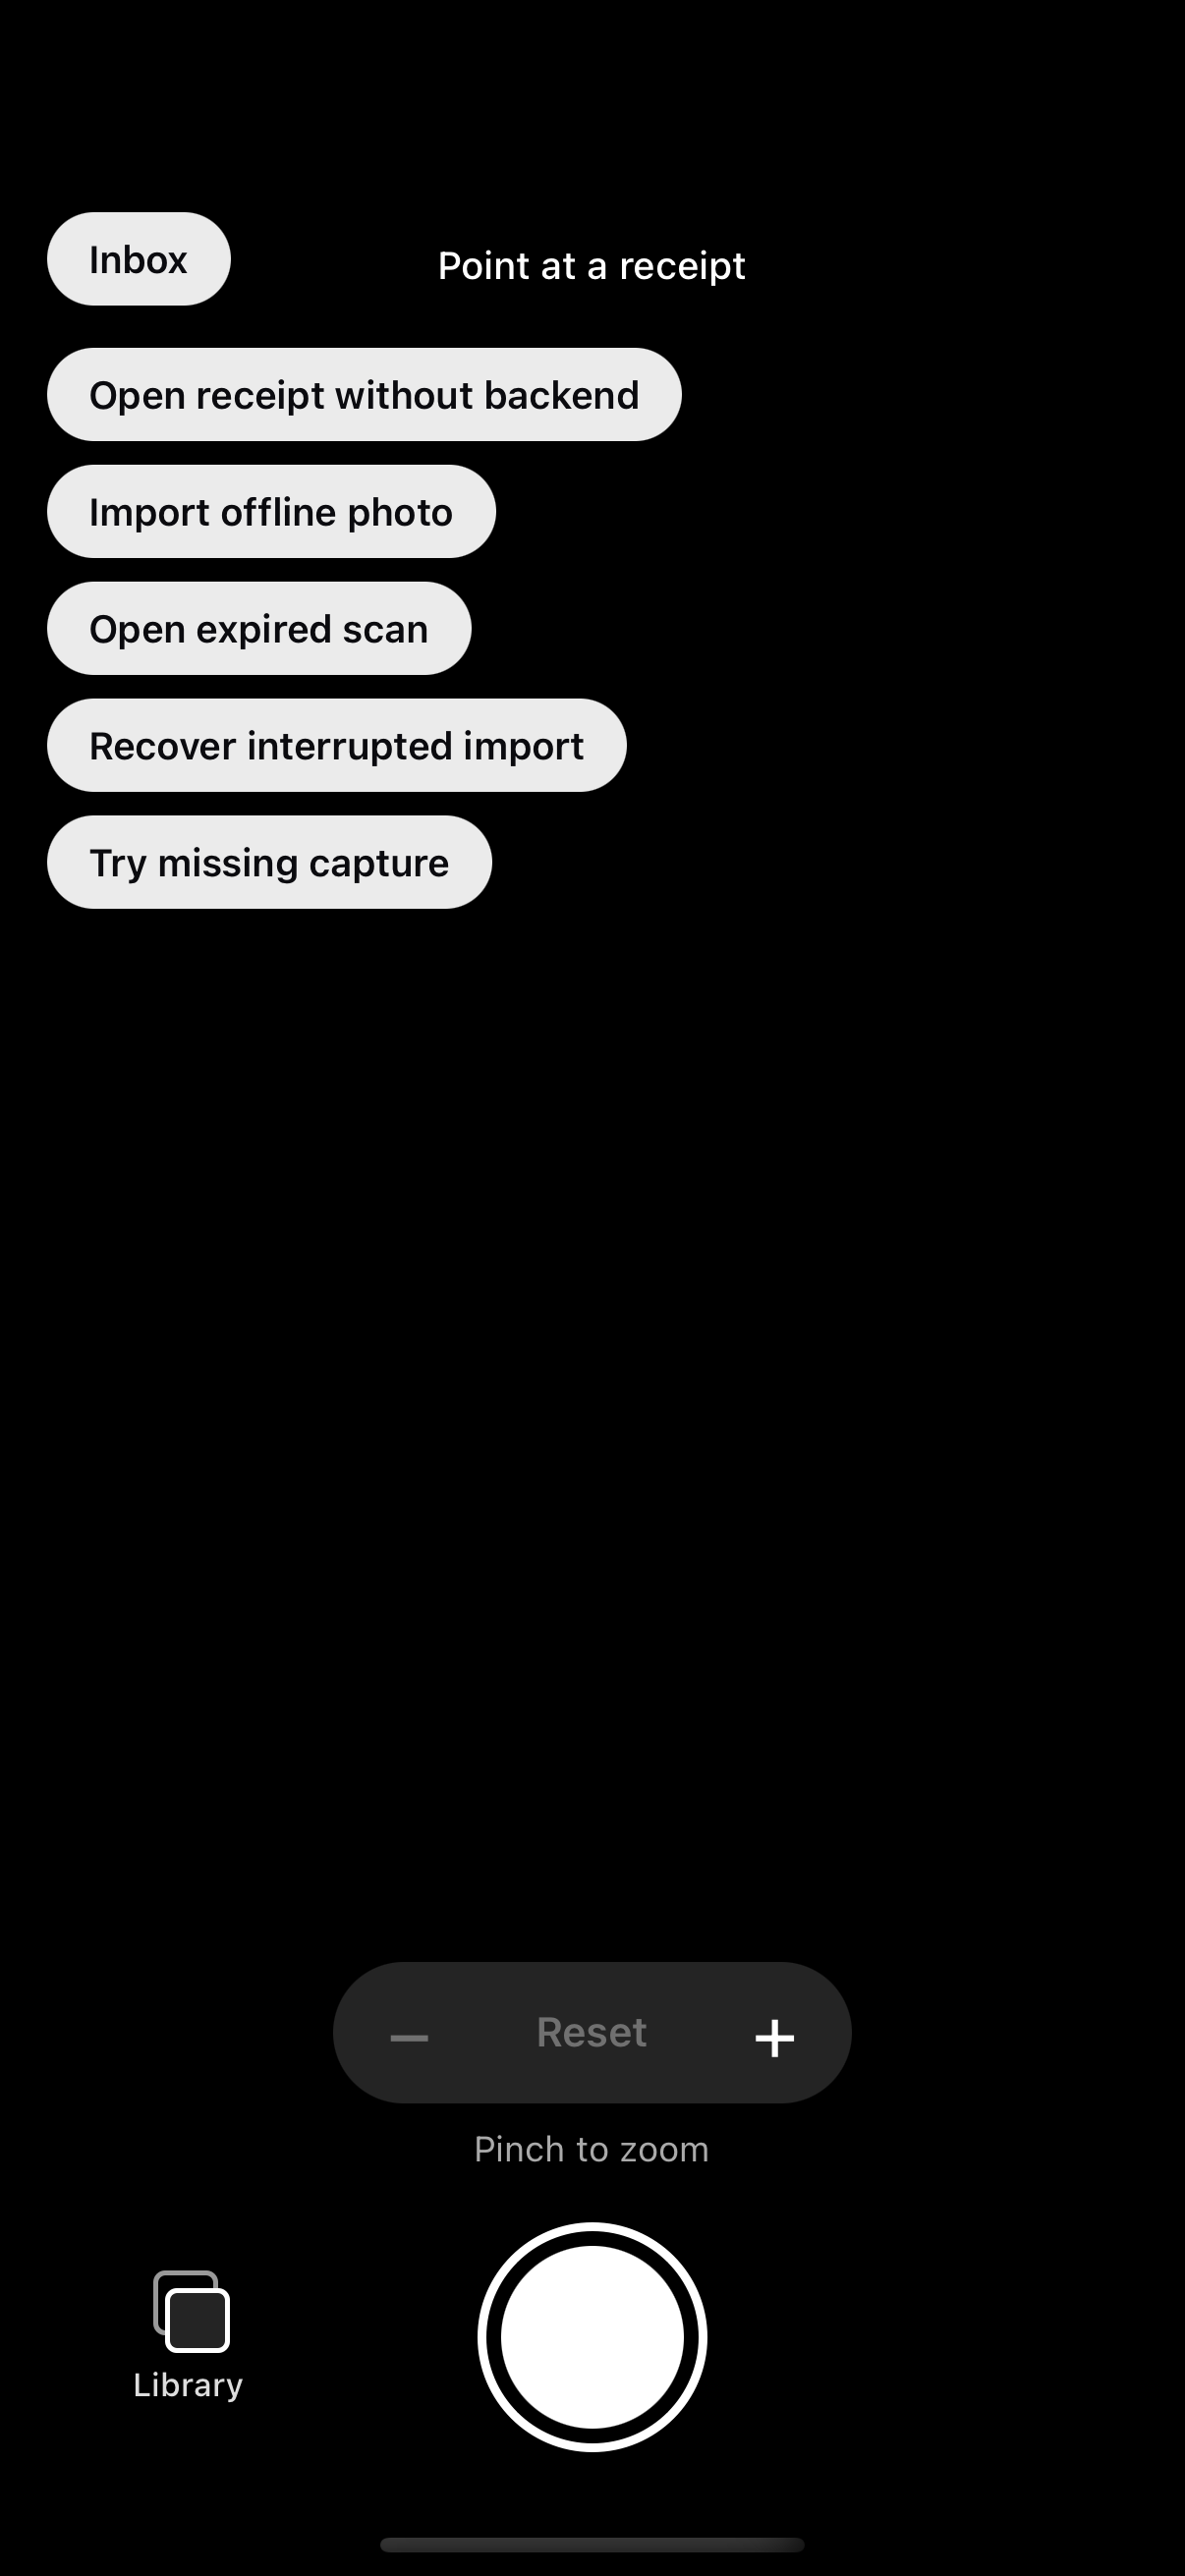 Inbox
Point at a receipt
Open receipt without backend
Import offline photo
Open expired scan
Recover interrupted import
Try missing capture
Reset
Pinch to zoom
Library